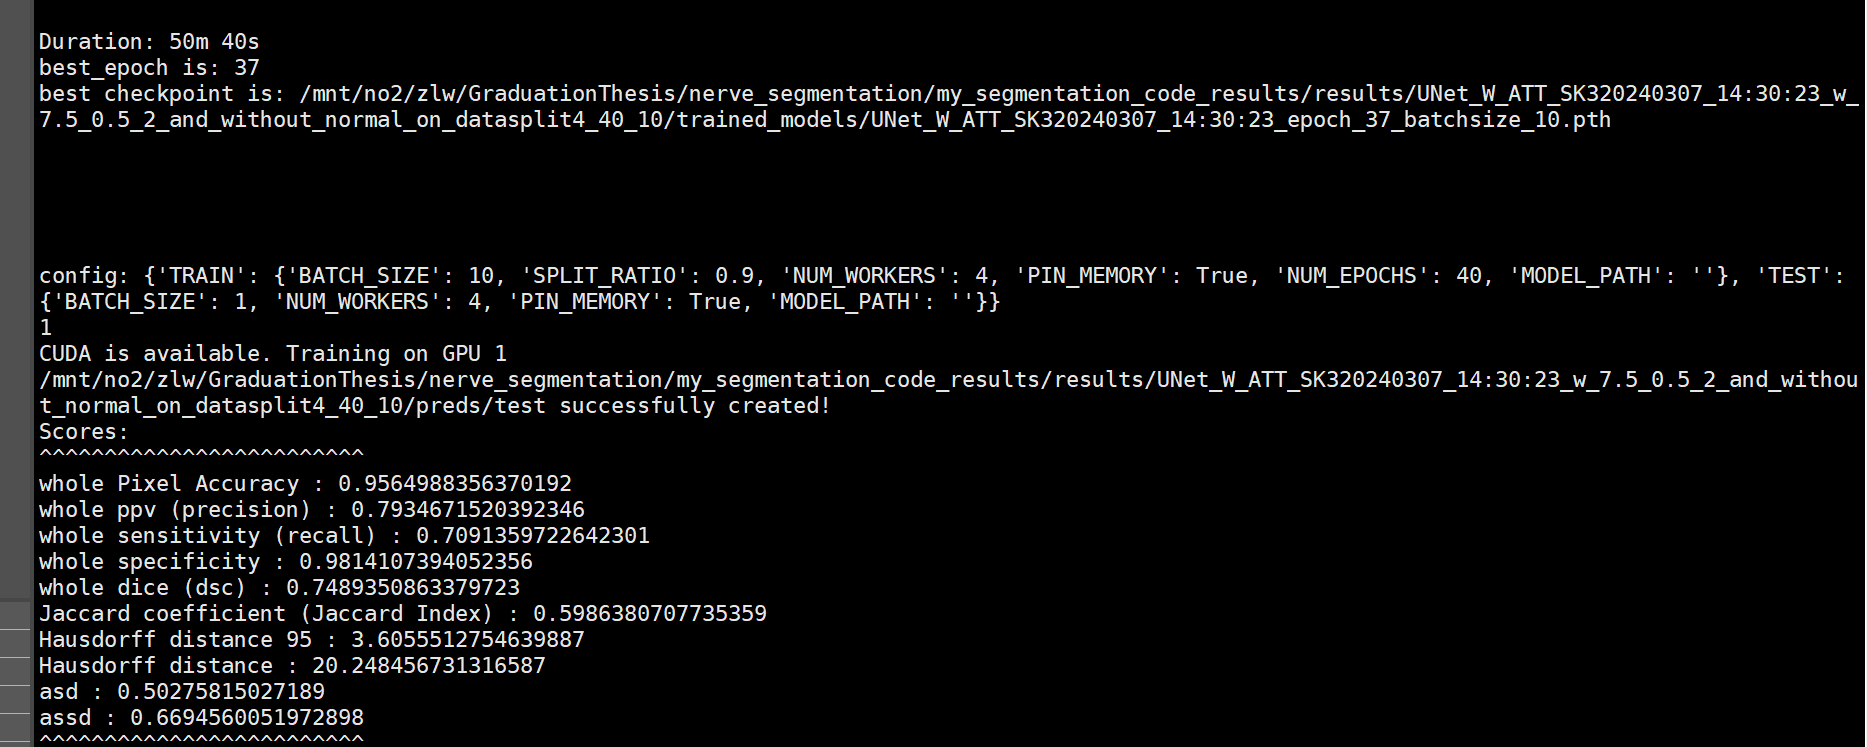 Duration: 50m 40s
best_epoch is: 37
best checkpoint is: /mnt/no2/zlw/GraduationThesis/nerve_segmentation/my_segmentation_code_results/results/UNet_W_ATT_SK320240307_14:30:23_w_
7.5_0.5_2_and_without_normal_on_datasplit4_40_10/trained_models/UNet_W_ATT_SK320240307_14:30:23_epoch_37_batchsize_10.pth
config: {'TRAIN': {'BATCH_SIZE': 10, 'SPLIT_RATIO': 0.9, 'NUM_WORKERS': 4, 'PIN_MEMORY': True, 'NUM_EPOCHS': 40, 'MODEL_PATH': ''}, 'TEST':
{'BATCH_SIZE': 1, 'NUM_WORKERS': 4, 'PIN_MEMORY': True, 'MODEL_PATH': ''}}
1
CUDA is available. Training on GPU 1
/mnt/no2/zlw/GraduationThesis/nerve_segmentation/my_segmentation_code_results/results/UNet_W_ATT_SK320240307_14:30:23_w_7.5_0.5_2_and_withou
t_normal_on_datasplit4_40_10/preds/test successfully created!
Scores:
^^^^^^^^^^^^^^^^^^^^^^^^^
whole Pixel Accuracy : 0.9564988356370192
whole ppv (precision) : 0.7934671520392346
whole sensitivity (recall) : 0.7091359722642301
whole specificity : 0.9814107394052356
whole dice (dsc) : 0.7489350863379723
Jaccard coefficient (Jaccard Index) : 0.5986380707735359
Hausdorff distance 95 : 3.6055512754639887
Hausdorff distance : 20.248456731316587
asd : 0.50275815027189
assd : 0.6694560051972898
^^^^^^^^^^^^^^^^^^^^^^^^^